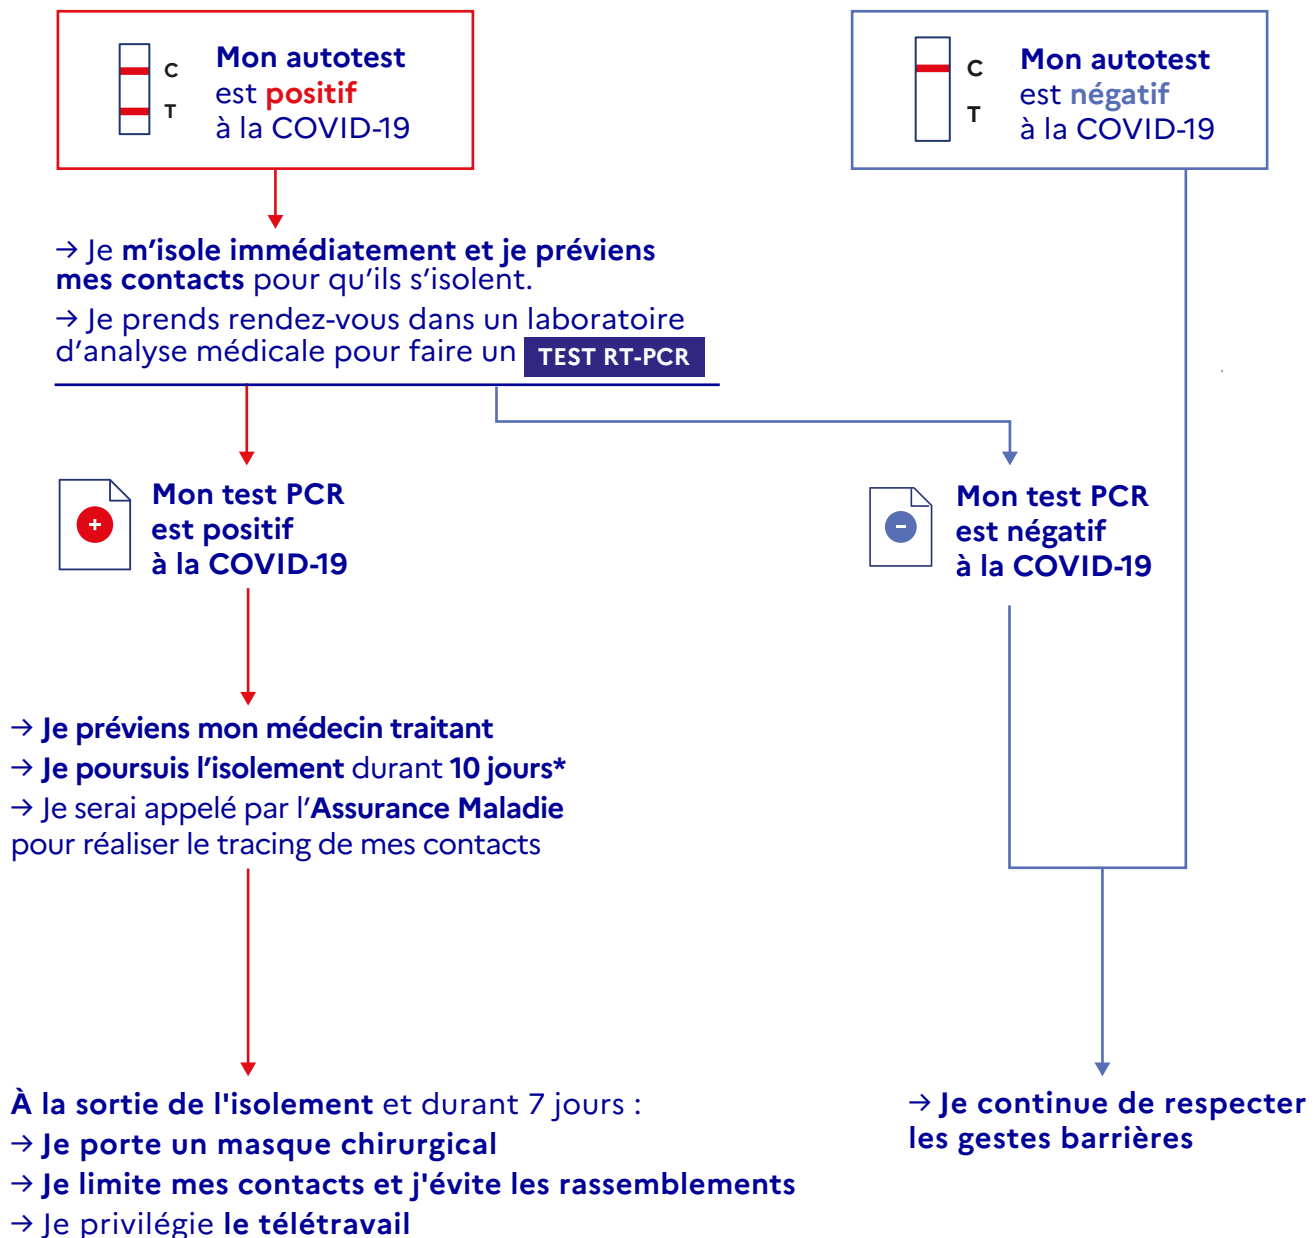 C
T
Mon autotest
est positif
à la COVID-19
C
T
Mon autotest
est négatif
à la COVID-19
→ Je m’isole immédiatement et je préviens
mes contacts pour qu’ils s’isolent.
→ Je prends rendez-vous dans un laboratoire
d’analyse médicale pour faire un TEST RT-PCR
+
Mon test PCR
est positif
à la COVID-19
-
Mon test PCR
est négatif
à la COVID-19
→ Je préviens mon médecin traitant
→ Je poursuis l’isolement durant 10 jours*
→ Je serai appelé par l’Assurance Maladie
pour réaliser le tracing de mes contacts
À la sortie de l'isolement et durant 7 jours :
→ Je porte un masque chirurgical
→ Je limite mes contacts et j'évite les rassemblements
→ Je privilégie le télétravail
→ Je continue de respecter
les gestes barrières